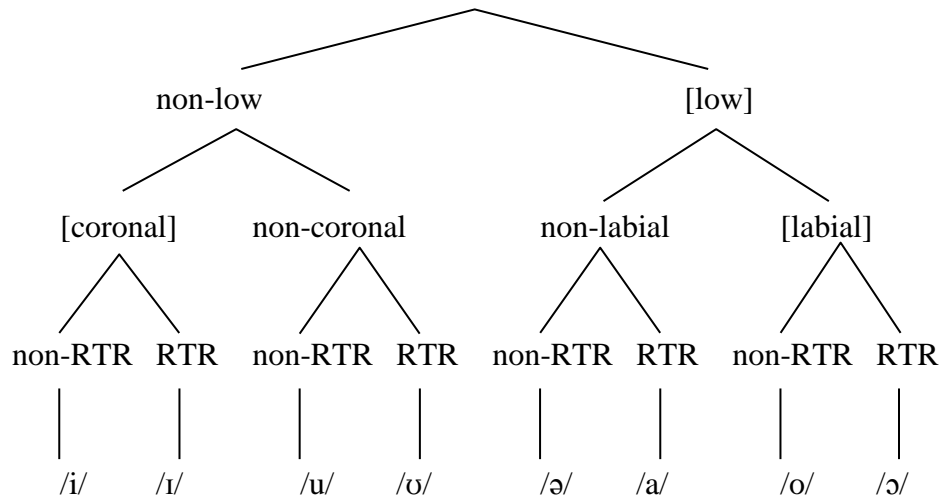 non-low [low]
[coronal] non-coronal non-labial [labial]
non-RTR RTR non-RTR RTR non-RTR RTR non-RTR RTR
/i/ /ɪ/ /u/ /ʊ/ /ə/ /a/ /o/ /ɔ/